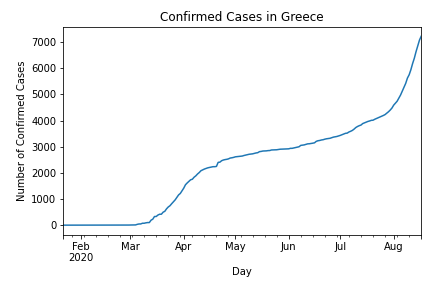 Confirmed Cases in Greece
Number of Confirmed Cases
7000
6000
5000
4000
3000
2000
1000
0
Feb Mar Apr May Jun Jul Aug
2020
Day